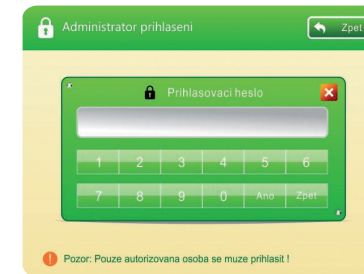 Administrator prihlaseni
Zpet
Prihlasovaci heslo
1 2 3 4 5 6
7 8 9 0 Ano Zpet
Pozor: Pouze autorizovana osoba se muze prihlasit !